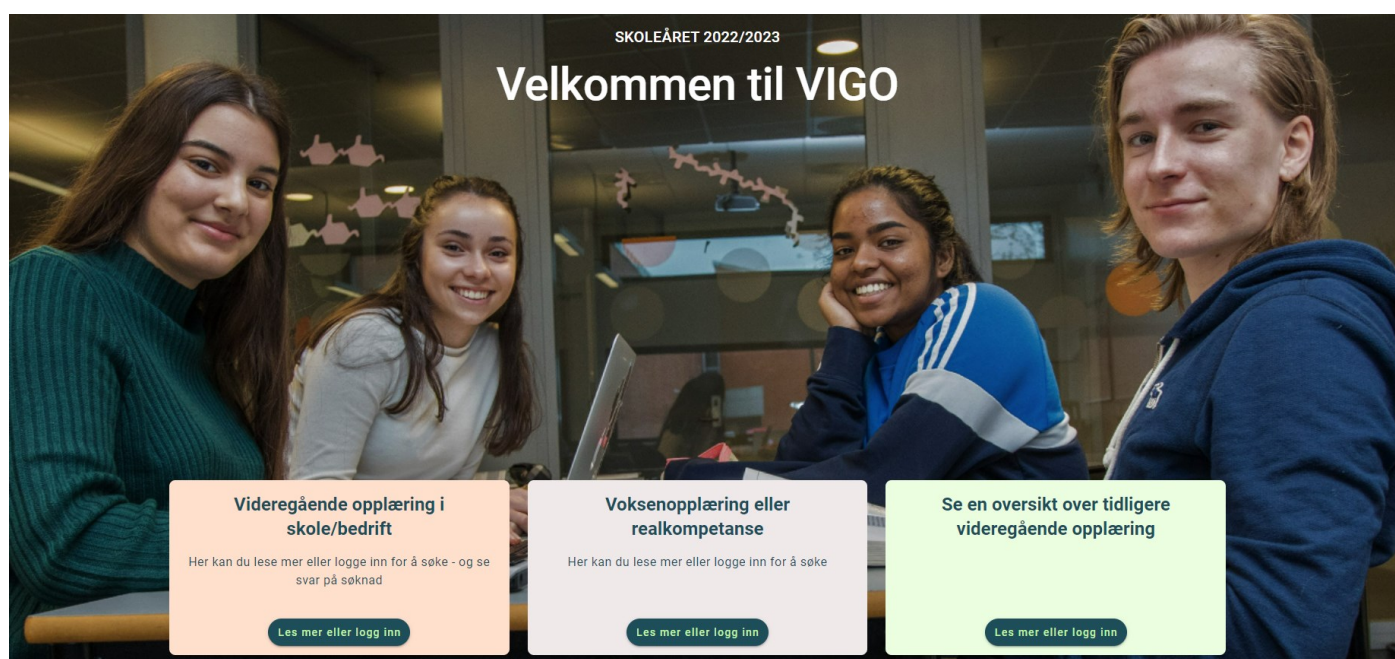 SKOLEÅRET 2022/2023
Velkommen til VIGO
Videregående opplæring i
skole/bedrift
Her kan du lese mer eller logge inn for å søke - og se
svar på søknad
Les mer eller logg inn
Voksenopplæring eller
realkompetanse
Her kan du lese mer eller logge inn for å søke
Les mer eller logg inn
Se en oversikt over tidligere
videregående opplæring
Les mer eller logg inn